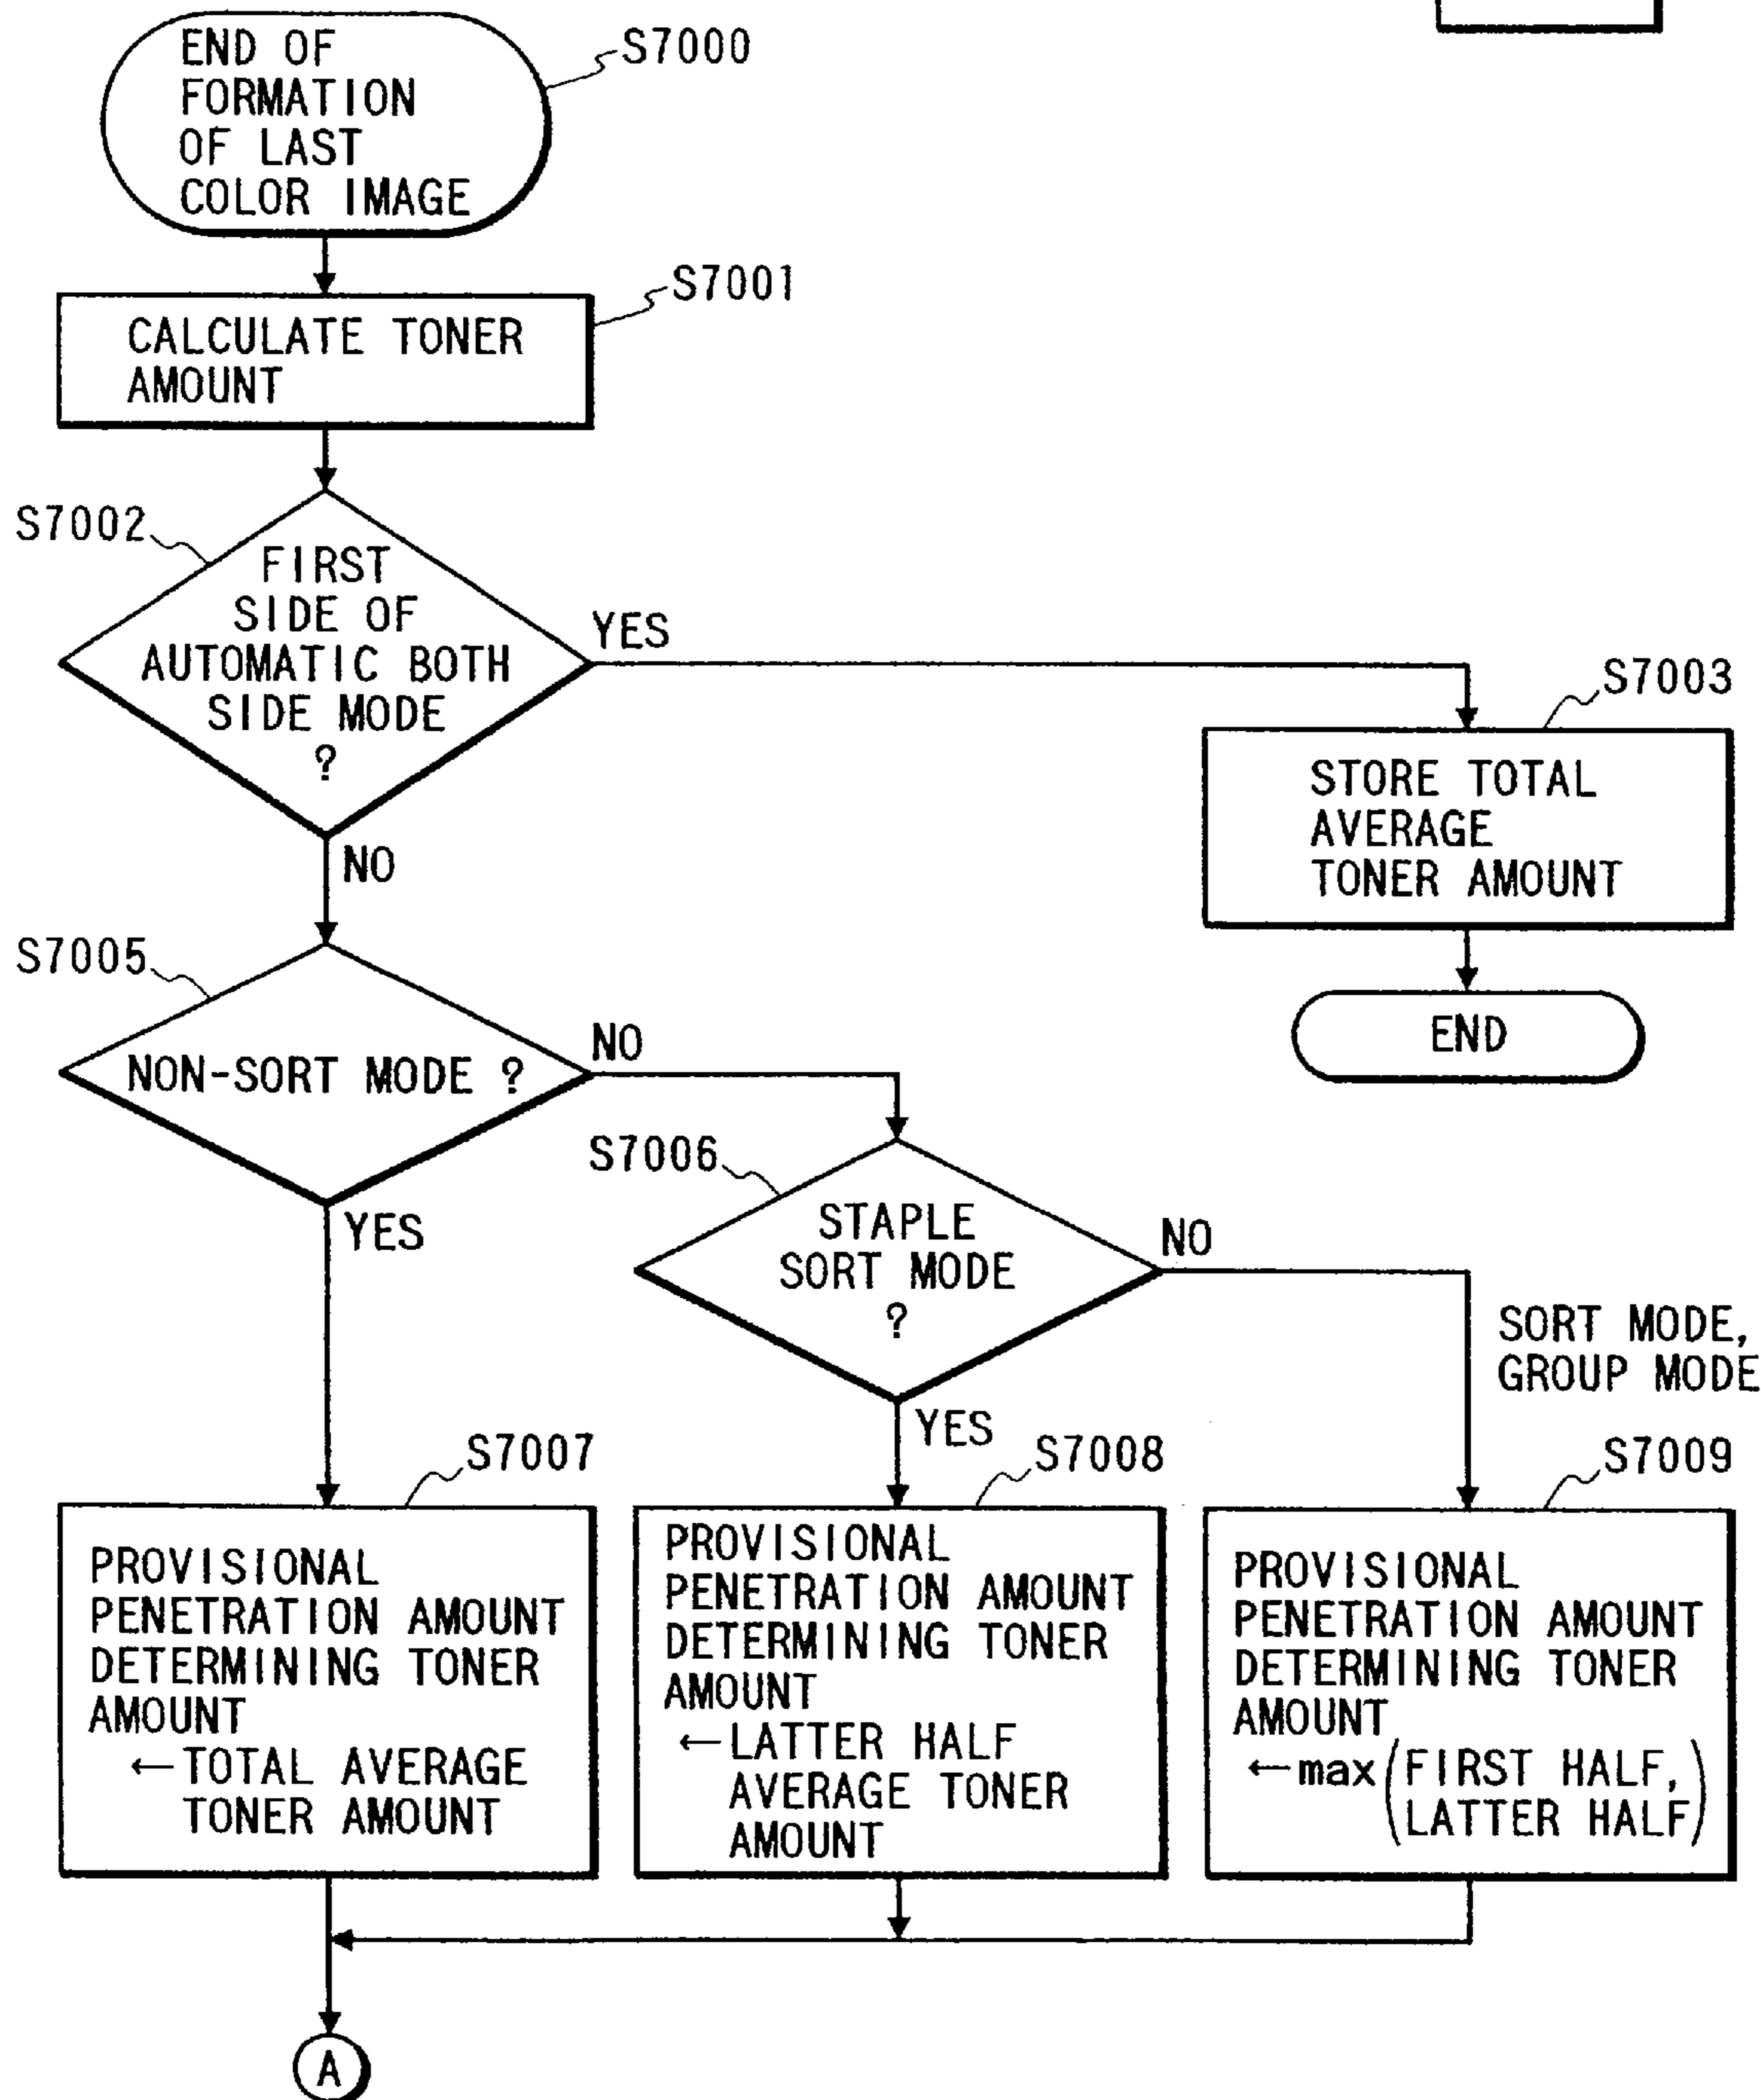 END OF
FORMATION
OF LAST
COLOR IMAGE
S7000
CALCULATE TONER
AMOUNT
S7001
S7002
FIRST
SIDE OF
AUTOMATIC BOTH
SIDE MODE
?
YES
NO
S7003
STORE TOTAL
AVERAGE
TONER AMOUNT
END
S7005
NON-SORT MODE ?
NO
YES
S7006
STAPLE
SORT MODE
?
NO
YES
SORT MODE,
GROUP MODE
S7007
PROVISIONAL
PENETRATION AMOUNT
DETERMINING TONER
AMOUNT
←TOTAL AVERAGE
TONER AMOUNT
S7008
PROVISIONAL
PENETRATION AMOUNT
DETERMINING TONER
AMOUNT
←LATTER HALF
AVERAGE TONER
AMOUNT
S7009
PROVISIONAL
PENETRATION AMOUNT
DETERMINING TONER
AMOUNT
←max(FIRST HALF,
LATTER HALF)
A